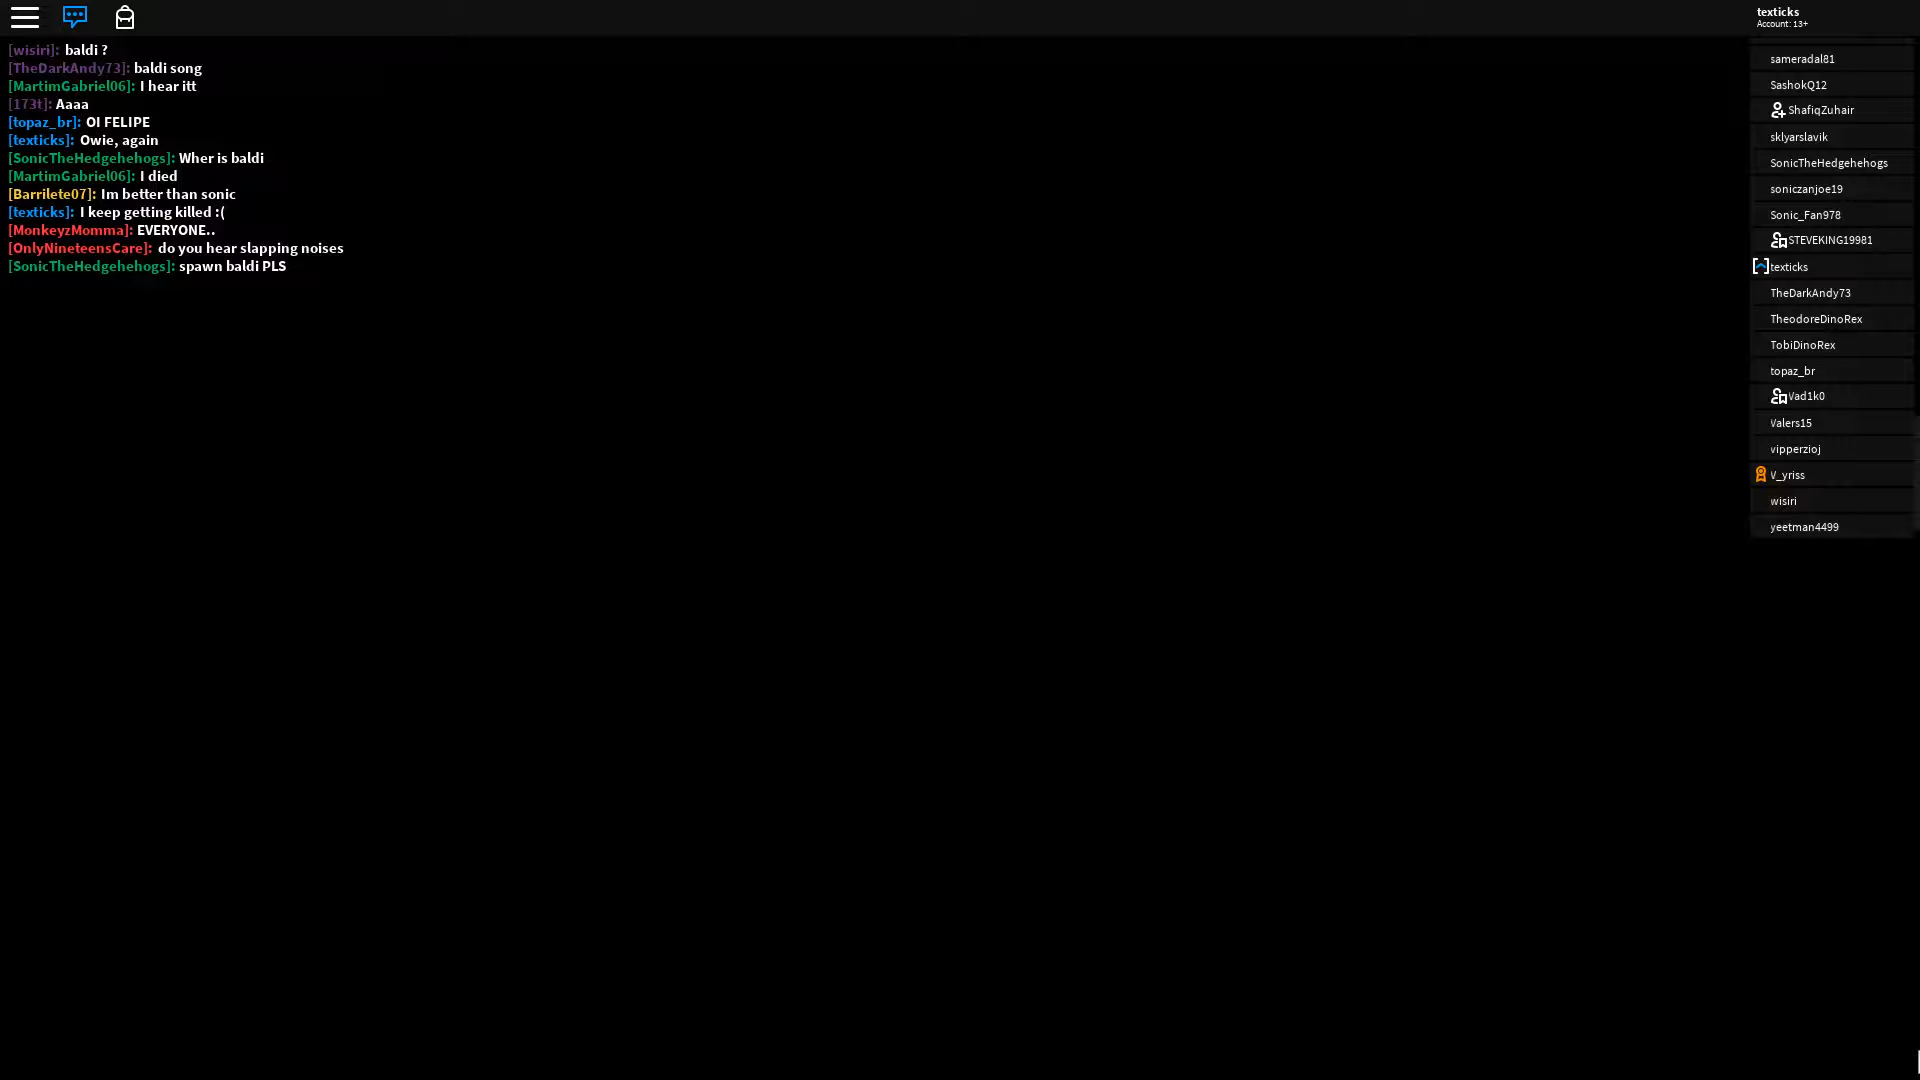 texticks
Account: 13+
[wisiri]: baldi ?
[TheDarkAndy73]: baldi song
[MartimGabriel06]: I hear itt
[173t]: Aaaa
[topaz_br]: OI FELIPE
[texticks]: Owie, again
[SonicTheHedgehehogs]: Wher is baldi
[MartimGabriel06]: I died
[Barrilete07]: Im better than sonic
[texticks]: I keep getting killed :(
[MonkeyzMomma]: EVERYONE..
[OnlyNineteensCare]: do you hear slapping noises
[SonicTheHedgehehogs]: spawn baldi PLS
sameradal81
SashokQ12
ShafiqZuhair
sklyarslavik
SonicTheHedgehehogs
soniczanjoe19
Sonic_Fan978
STEVEKING19981
texticks
TheDarkAndy73
TheodoreDinoRex
TobiDinoRex
topaz_br
Vad1k0
Valers15
vipperzioj
V_yriss
wisiri
yeetman4499